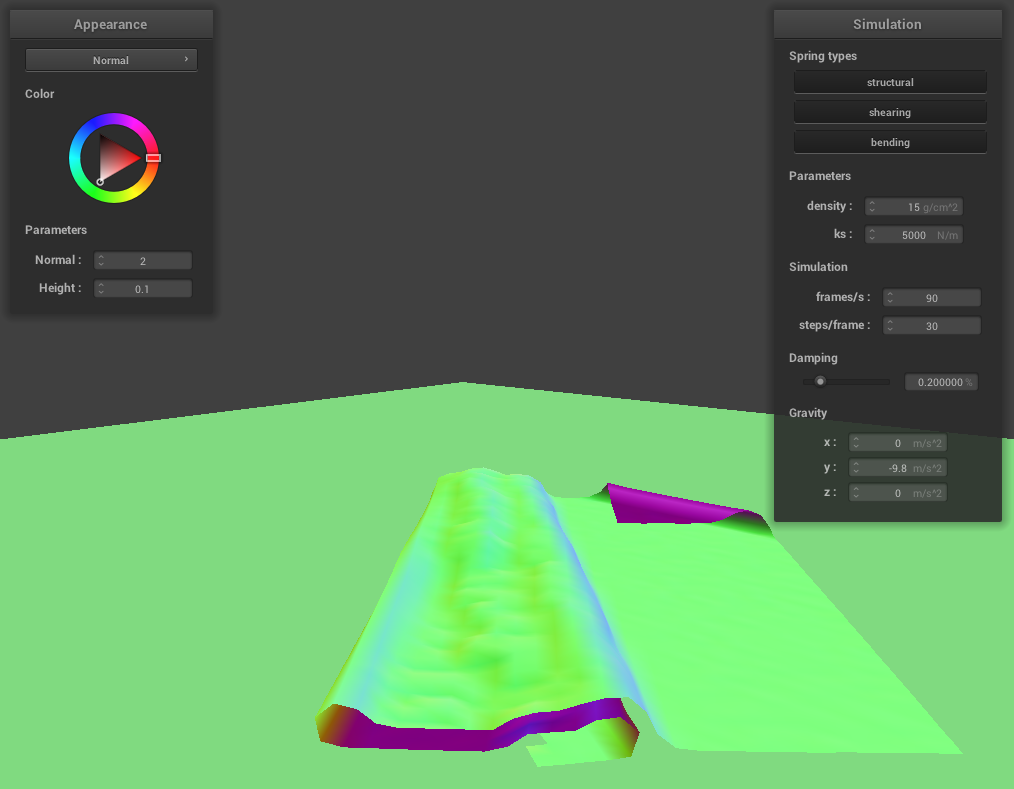 Appearance
Normal
Color
Parameters
Normal : 2
Height : 0.1
Simulation
Spring types
structural
shearing
bending
Parameters
density : 15 g/cm^2
ks : 5000 N/m
Simulation
frames/s : 90
steps/frame : 30
Damping
0.200000 %
Gravity
x : 0 m/s^2
y : -9.8 m/s^2
z : 0 m/s^2